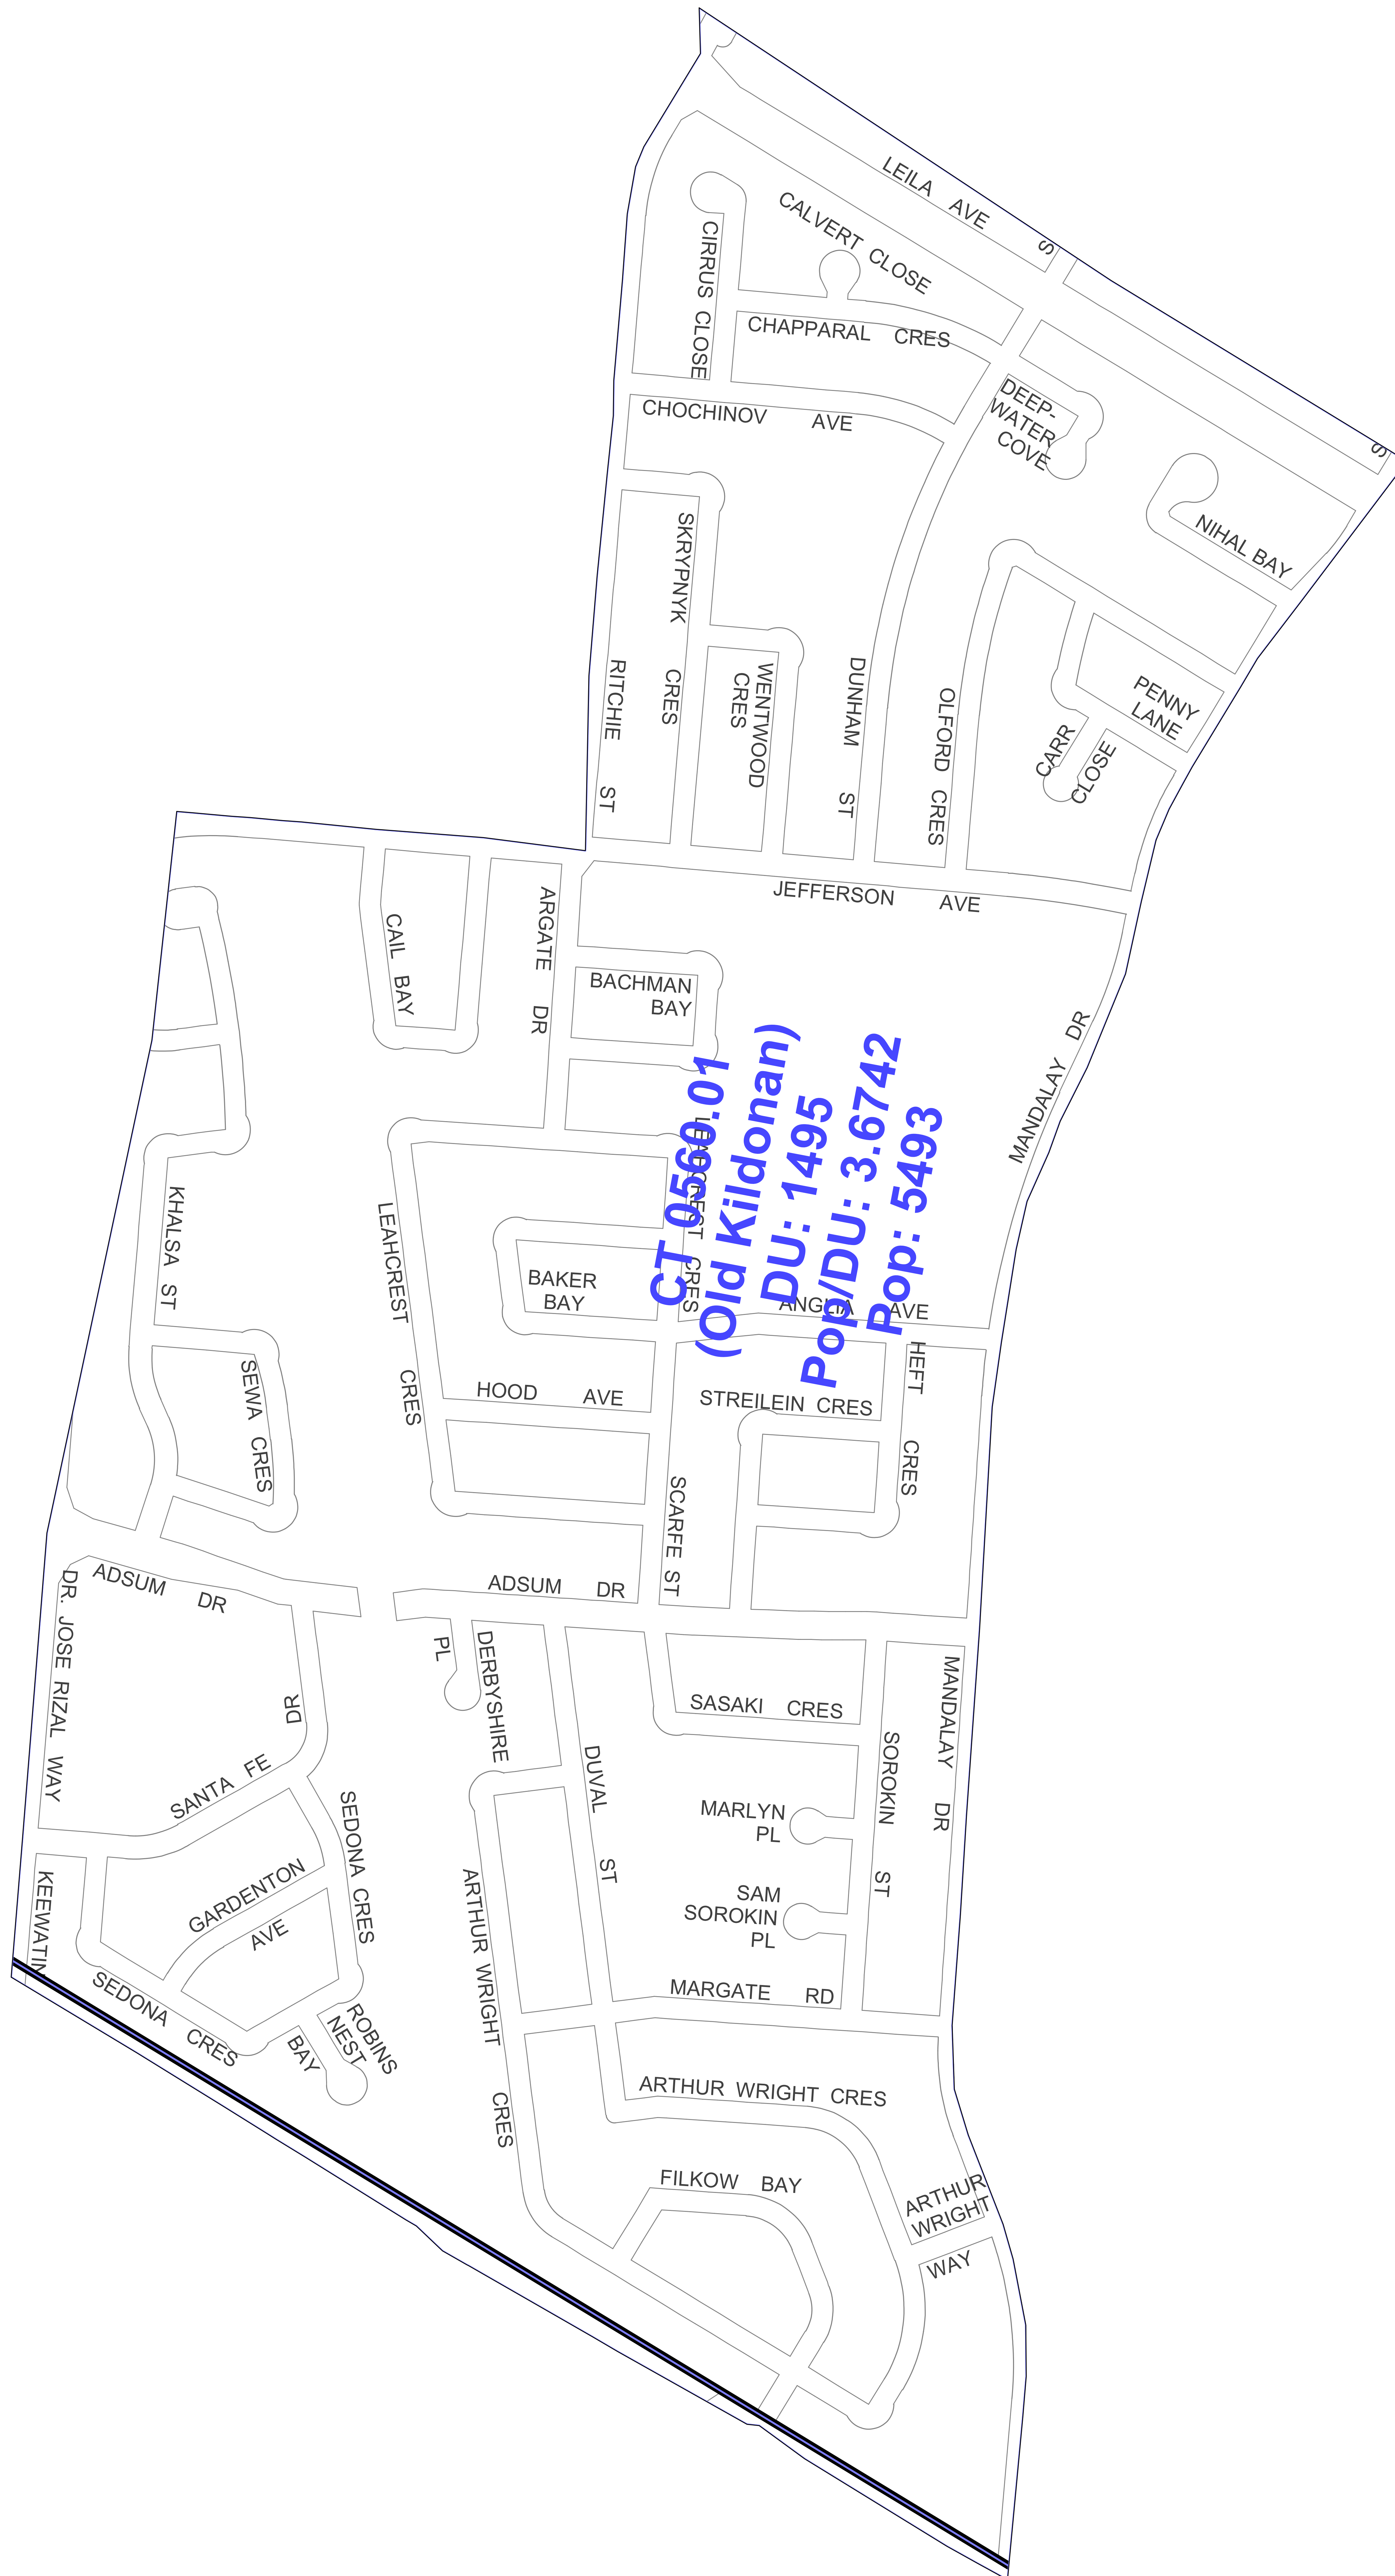 LEILA AVE
S
S
CALVERT CLOSE
CIRRUS CLOSE
CHAPPARAL CRES
CHOCHINOV AVE
DEEP-
WATER
COVE
NIHAL BAY
SKRYPNYK CRES
RITCHIE ST
WENTWOOD
CRES
DUNHAM ST
OLFORD CRES
PENNY
LANE
CARR
CLOSE
JEFFERSON AVE
CAIL BAY
ARGATE DR
BACHMAN
BAY
MANDALAY DR
CT 0560.01
(Old Kildonan)
DU: 1495
Pop/DU: 3.6742
Pop: 5493
LEAHCREST CRES
KHALSA ST
LEAHCREST CRES
BAKER
BAY
ANGLIA AVE
HEFT CRES
SEWA CRES
HOOD AVE
STREILEIN CRES
SCARFE ST
ADSUM DR
ADSUM DR
DR. JOSE RIZAL WAY
DERBYSHIRE
PL
SANTA FE DR
SASAKI CRES
MANDALAY DR
SOROKIN ST
DUVAL ST
MARLYN
PL
SEDONA CRES
GARDENTON
AVE
KEEWATIN
ARTHUR WRIGHT CRES
SAM
SOROKIN
PL
MARGATE RD
SEDONA CRES
ROBINS
NEST
BAY
ARTHUR WRIGHT CRES
FILKOW BAY
ARTHUR
WRIGHT
WAY